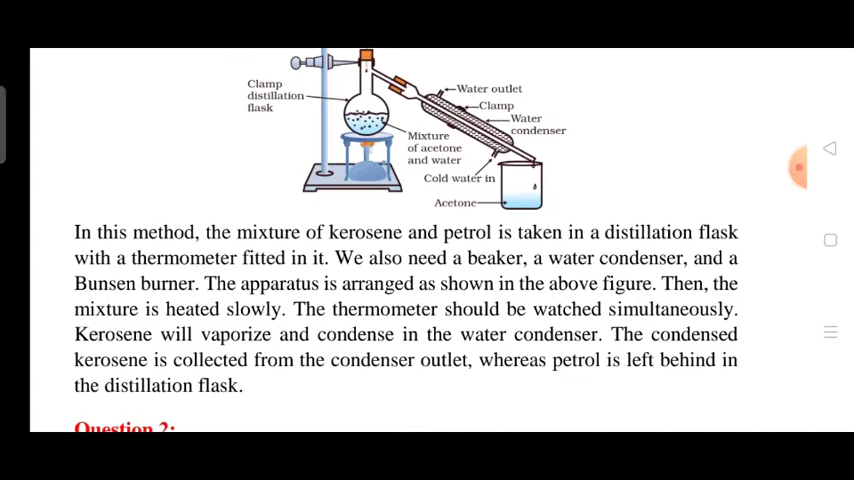 Clamp
distillation
flask
Water outlet
Clamp
Water
condenser
Mixture
of acetone
and water
Cold water in
Acetone
In this method, the mixture of kerosene and petrol is taken in a distillation flask
with a thermometer fitted in it. We also need a beaker, a water condenser, and a
Bunsen burner. The apparatus is arranged as shown in the above figure. Then, the
mixture is heated slowly. The thermometer should be watched simultaneously.
Kerosene will vaporize and condense in the water condenser. The condensed
kerosene is collected from the condenser outlet, whereas petrol is left behind in
the distillation flask.
Question 2: